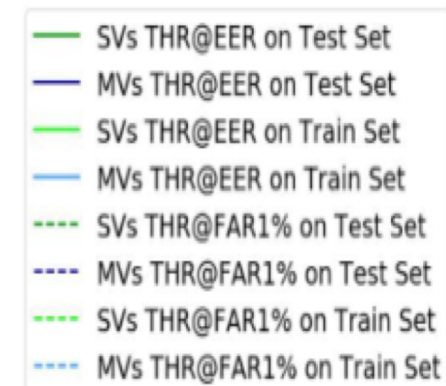 SVs THR@EER on Test Set
MVs THR@EER on Test Set
SVs THR@EER on Train Set
MVs THR@EER on Train Set
SVs THR@FAR1% on Test Set
MVs THR@FAR1% on Test Set
SVs THR@FAR1% on Train Set
MVs THR@FAR1% on Train Set